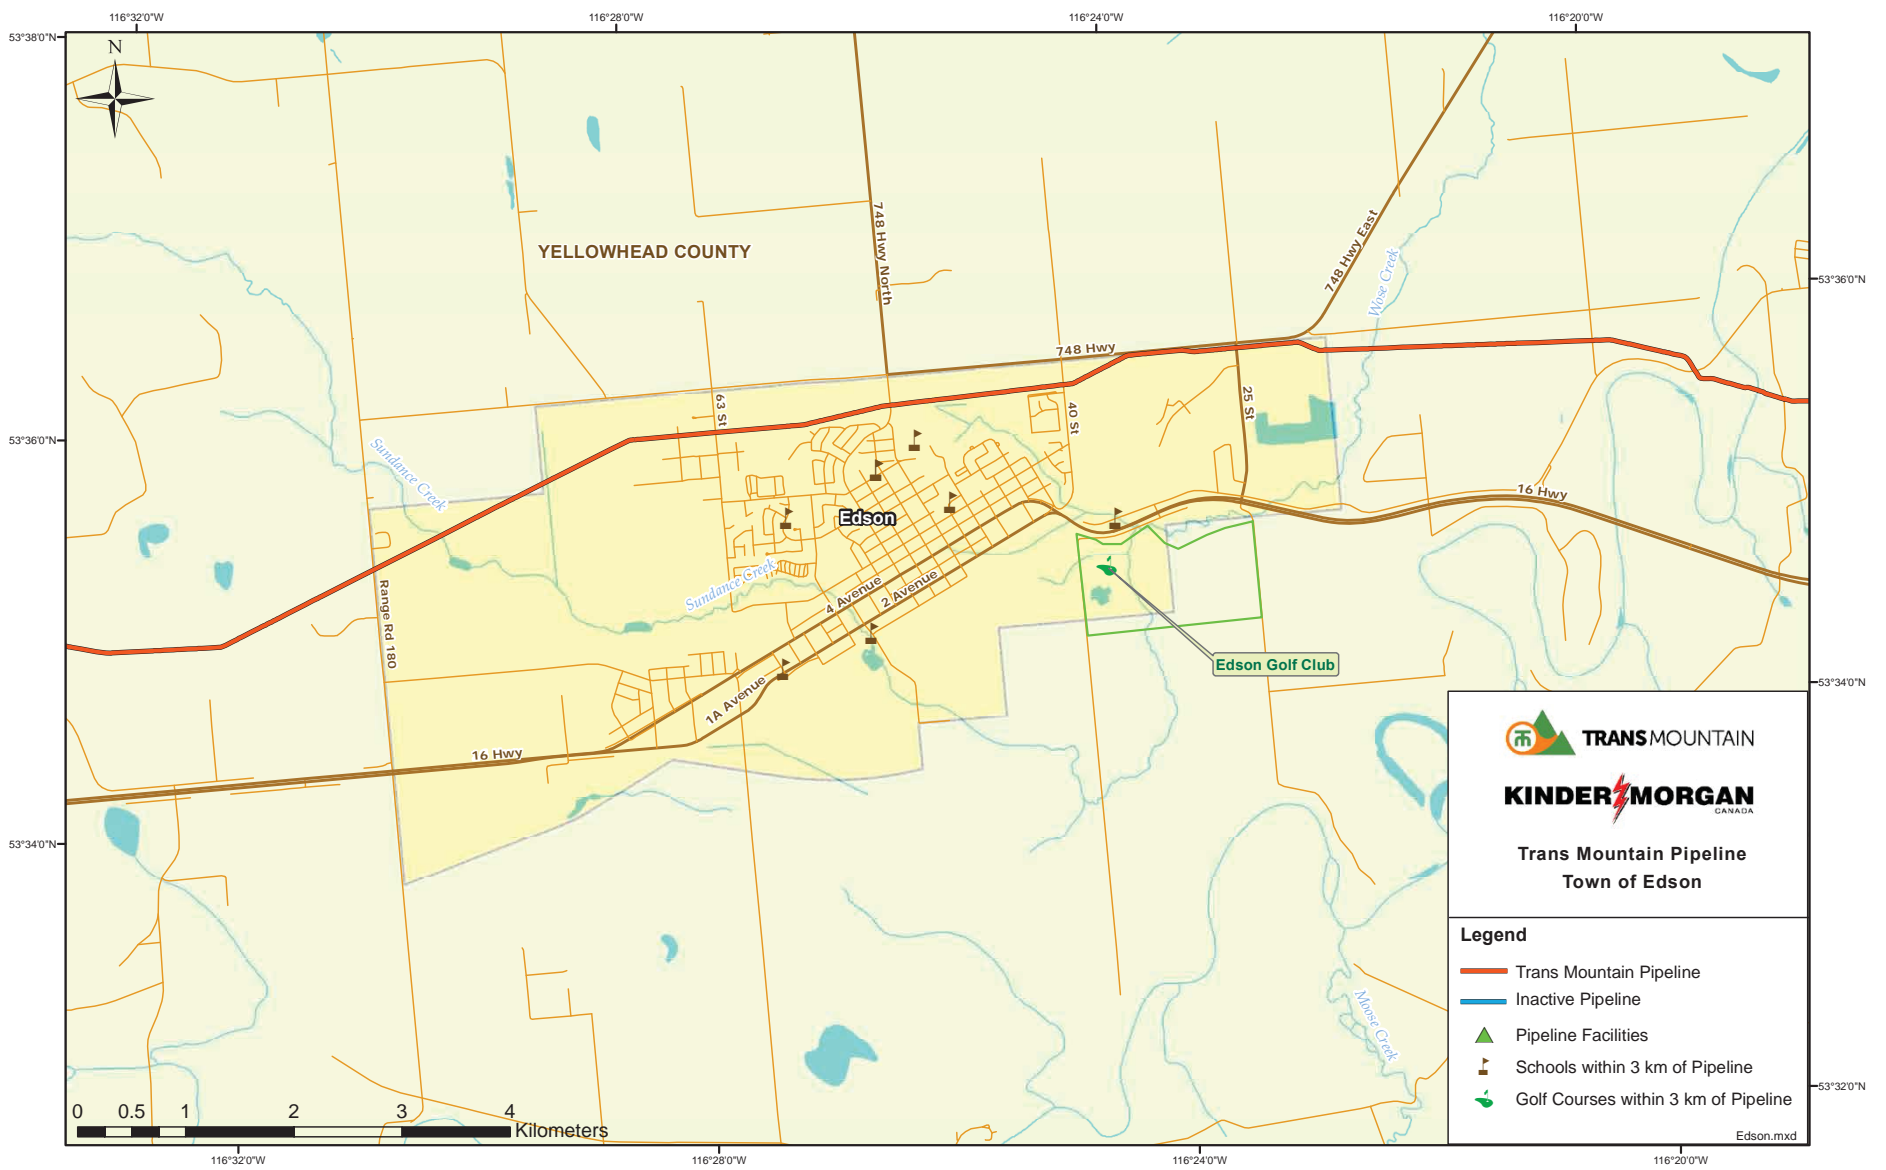 116°32'0"W
116°28'0"W
116°24'0"W
116°20'0"W
53°38'0"N
N
YELLOWHEAD COUNTY
748 Hwy North
748 Hwy East
Wose Creek
53°36'0"N
748 Hwy
63 St
40 St
25 St
53°36'0"N
Sundance Creek
16 Hwy
Edson
Sundance Creek
4 Avenue
2 Avenue
Range Rd 180
Edson Golf Club
53°34'0"N
1A Avenue
16 Hwy
TRANSMOUNTAIN
KINDER MORGAN
CANADA
53°34'0"N
Trans Mountain Pipeline
Town of Edson
Legend
Trans Mountain Pipeline
Inactive Pipeline
Pipeline Facilities
Schools within 3 km of Pipeline
Golf Courses within 3 km of Pipeline
Moose Creek
53°32'0"N
0 0.5 1 2 3 4
Kilometers
Edson.mxd
116°32'0"W
116°28'0"W
116°24'0"W
116°20'0"W